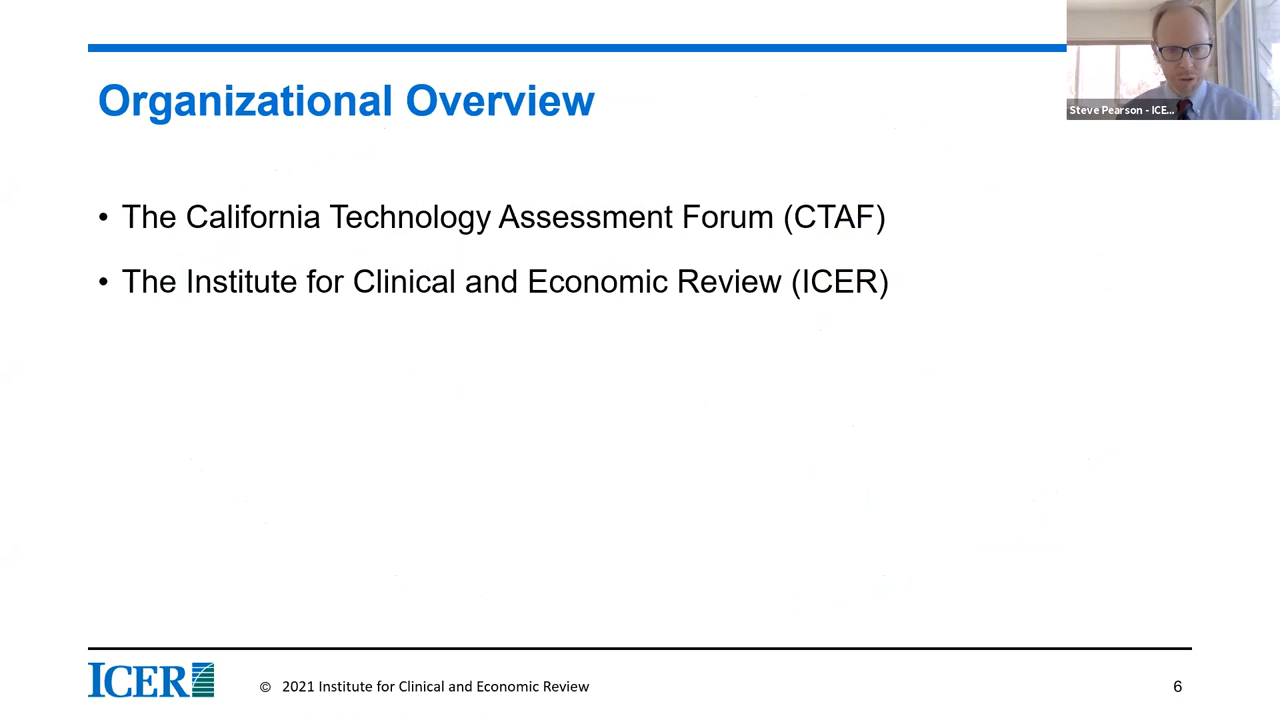 Organizational Overview
Steve Pearson - ICE...
• The California Technology Assessment Forum (CTAF)
• The Institute for Clinical and Economic Review (ICER)
ICER
© 2021 Institute for Clinical and Economic Review
6